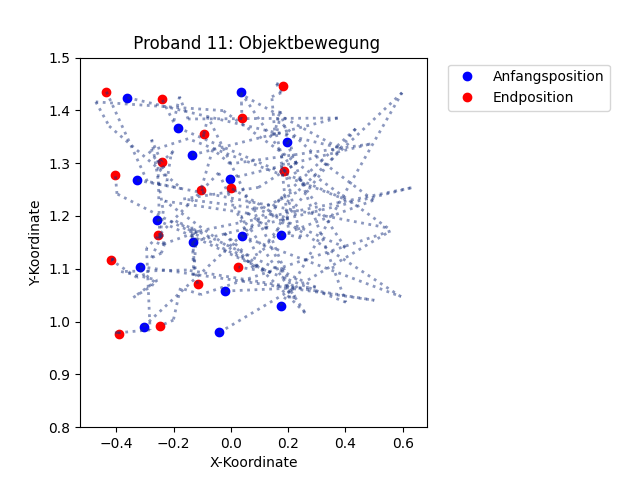 Proband 11: Objektbewegung
1.5
1.4
1.3
1.2
1.1
1.0
0.9
0.8
Y-Koordinate
−0.4
−0.2
0.0
0.2
0.4
0.6
X-Koordinate
Anfangsposition
Endposition